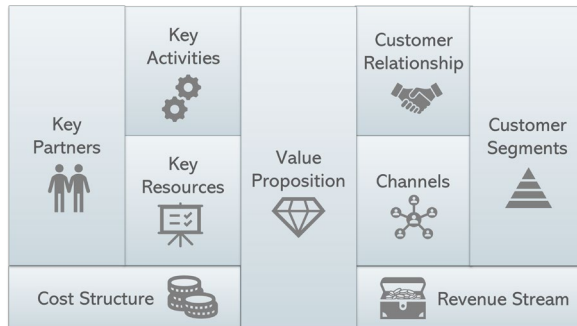 Key
Partners
Key
Activities
Key
Resources
Value
Proposition
Customer
Relationship
Channels
Customer
Segments
Cost Structure
Revenue Stream